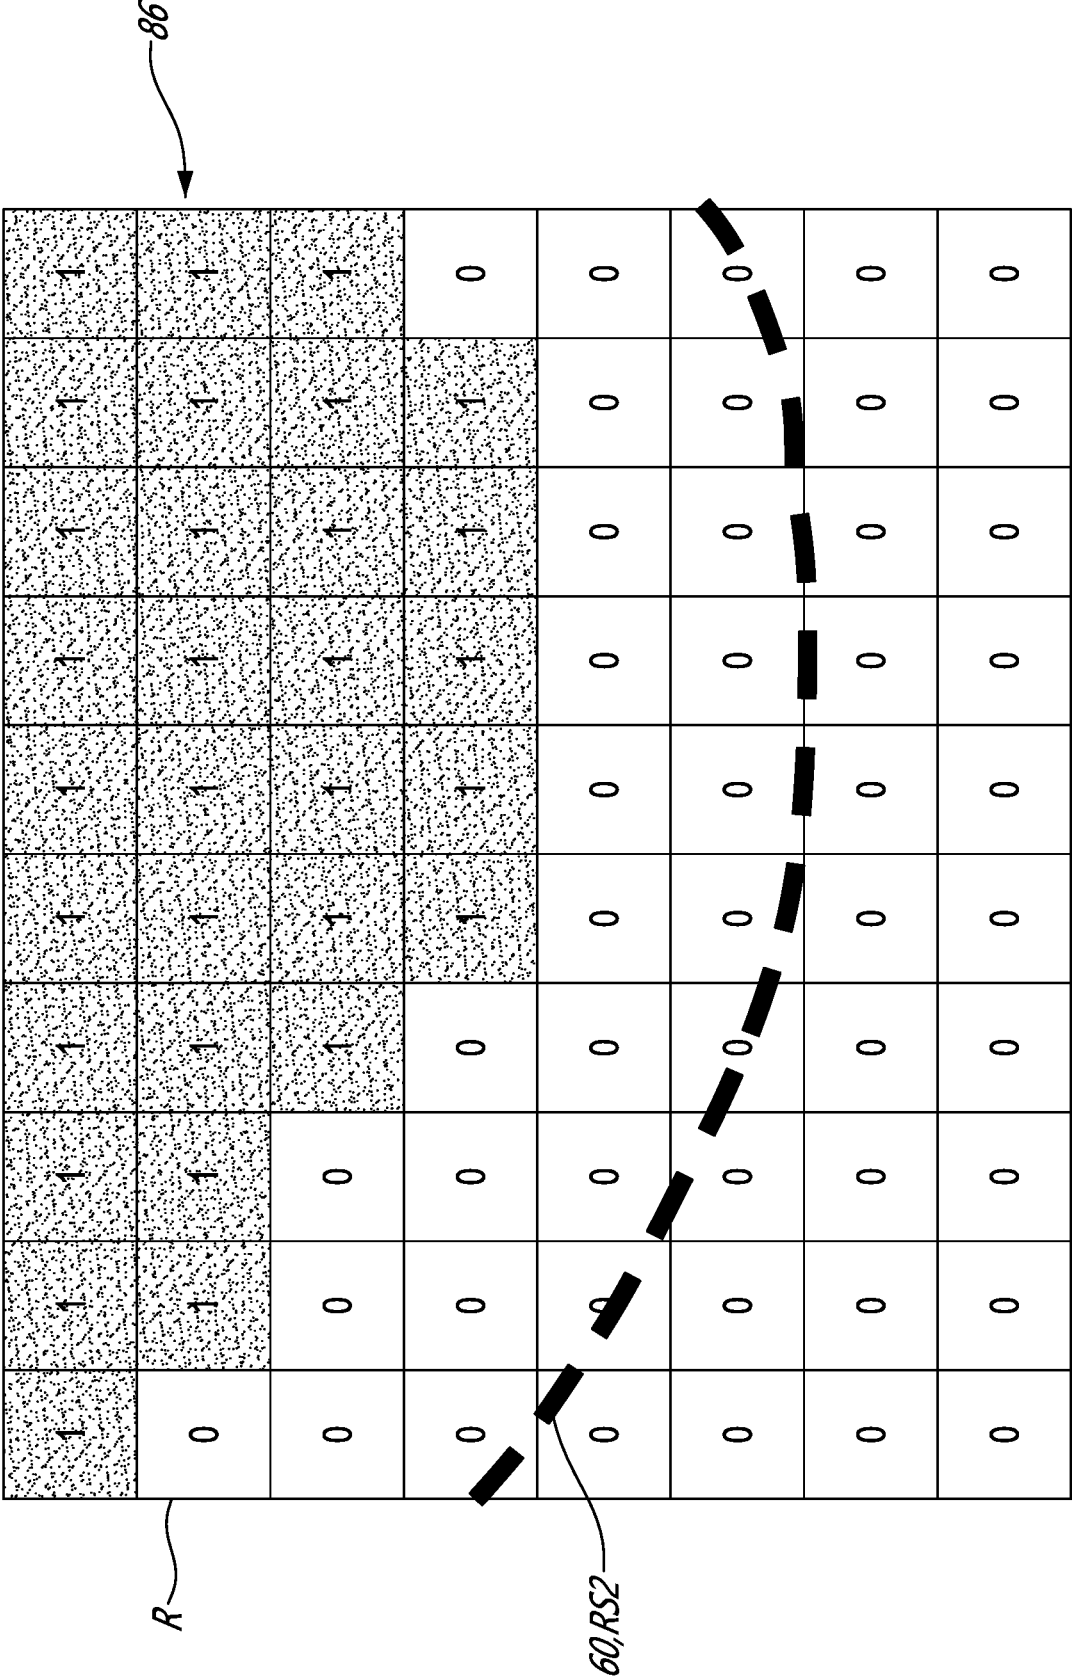 1 1 1 1 1 1 1 1 1 1
86
R
0 1 1 1 1 1 1 1 1 1
0 0 0 1 1 1 1 1 1 1
0 0 0 0 1 1 1 1 1 0
60,RS2
0 0 0 0 0 0 0 0 0 0
0 0 0 0 0 0 0 0 0 0
0 0 0 0 0 0 0 0 0 0
0 0 0 0 0 0 0 0 0 0